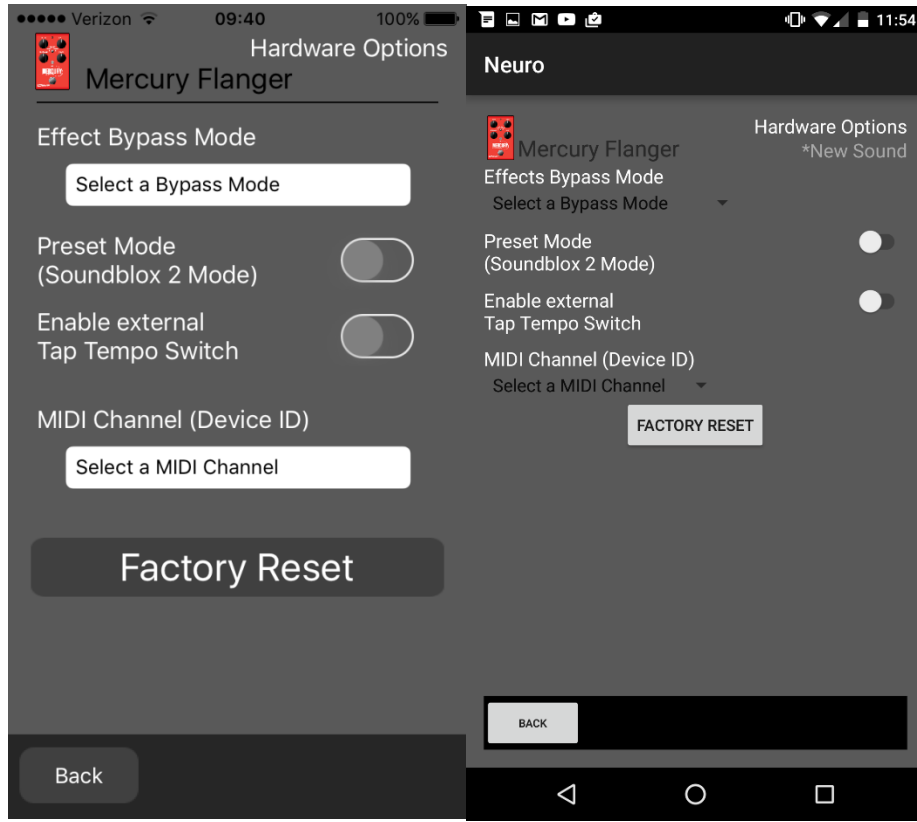 Verizon 09:40 100%
Hardware Options
Mercury Flanger
Effect Bypass Mode
Select a Bypass Mode
Preset Mode
(Soundblox 2 Mode)
Enable external
Tap Tempo Switch
MIDI Channel (Device ID)
Select a MIDI Channel
Factory Reset
Back
11:54
Neuro
Hardware Options
Mercury Flanger *New Sound
Effects Bypass Mode
Select a Bypass Mode
Preset Mode
(Soundblox 2 Mode)
Enable external
Tap Tempo Switch
MIDI Channel (Device ID)
Select a MIDI Channel
FACTORY RESET
BACK